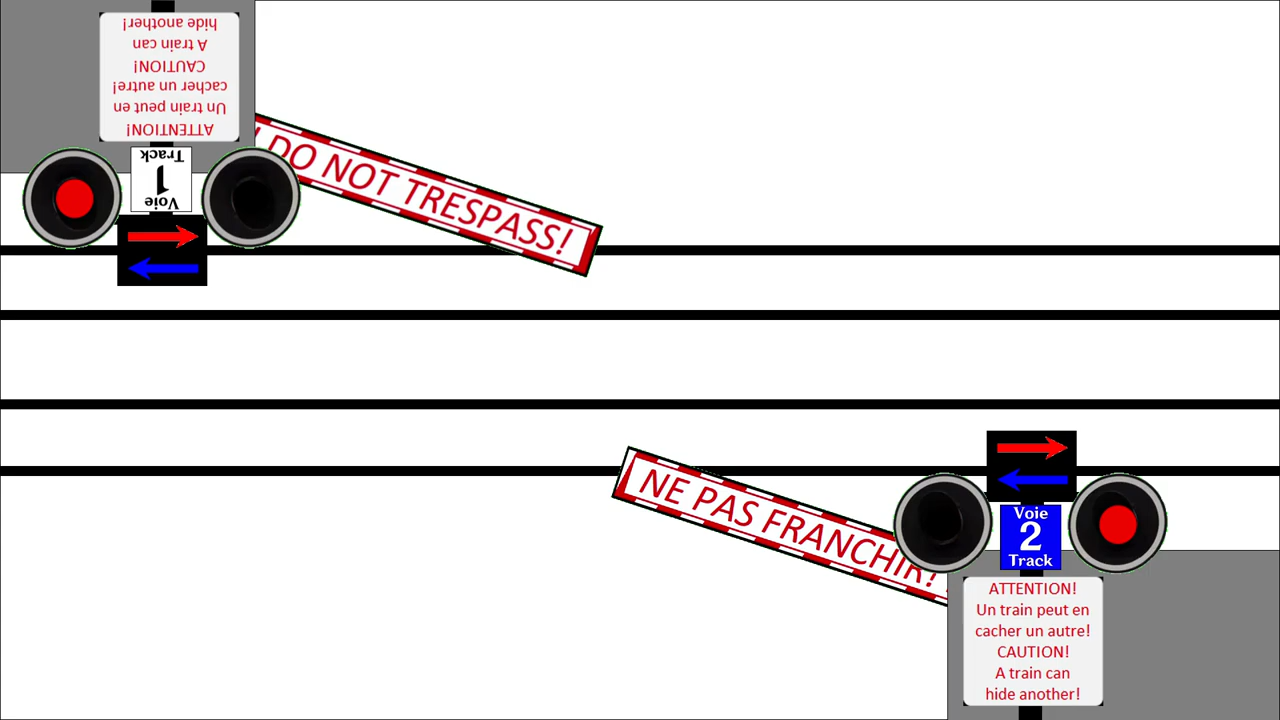 ATTENTION!
Un train peut en
cacher un autre!
CAUTION!
A train can
hide another!
Voie
1
Track
! DO NOT TRESPASS!
NE PAS FRANCHIR!
Voie
2
Track
ATTENTION!
Un train peut en
cacher un autre!
CAUTION!
A train can
hide another!